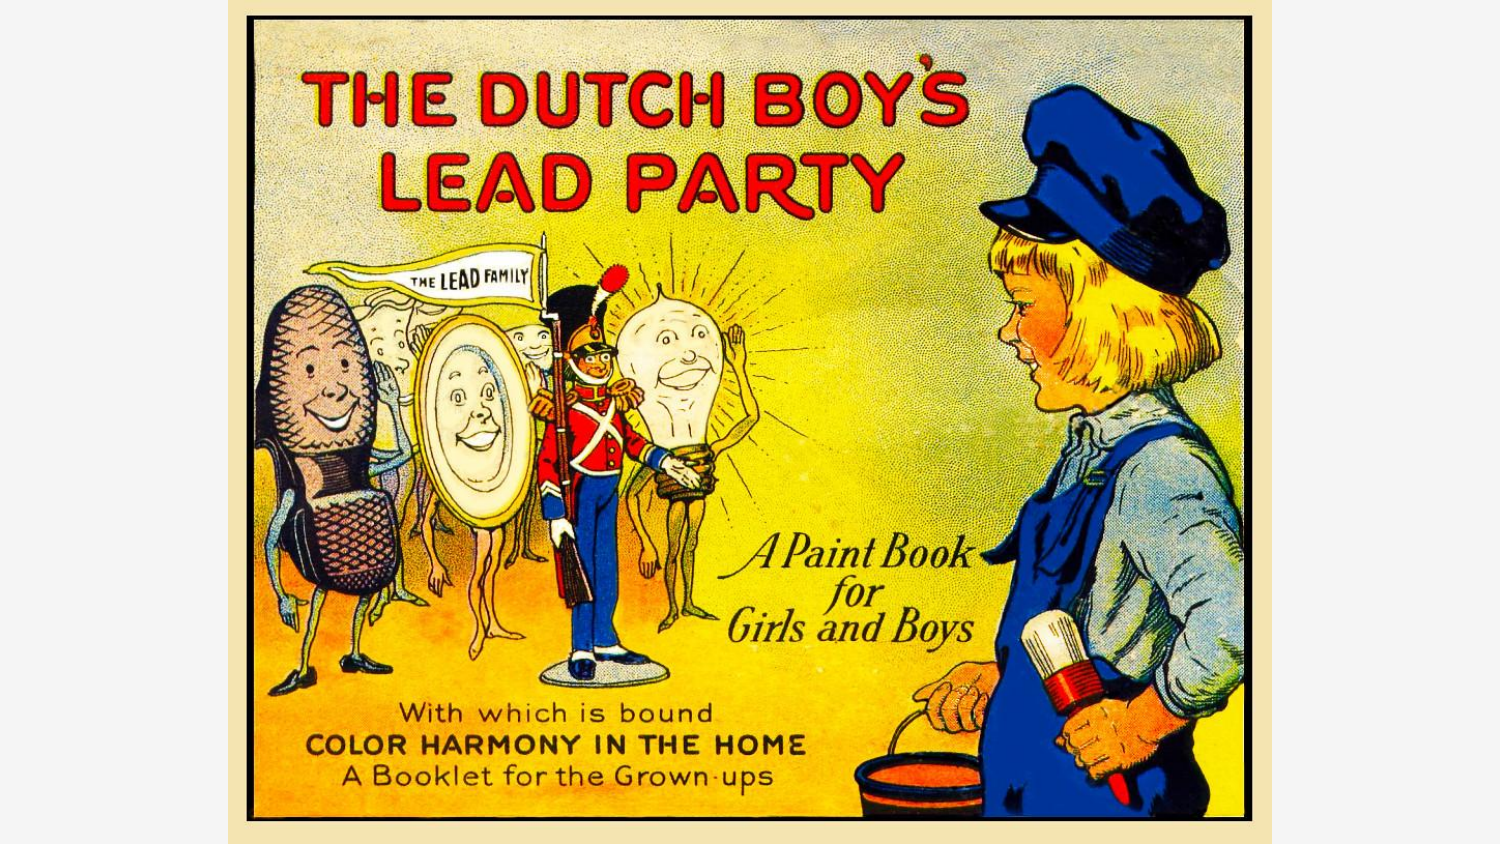 THE DUTCH BOY'S
LEAD PARTY
THE LEAD FAMILY
A Paint Book
for
Girls and Boys
With which is bound
COLOR HARMONY IN THE HOME
A Booklet for the Grown-ups